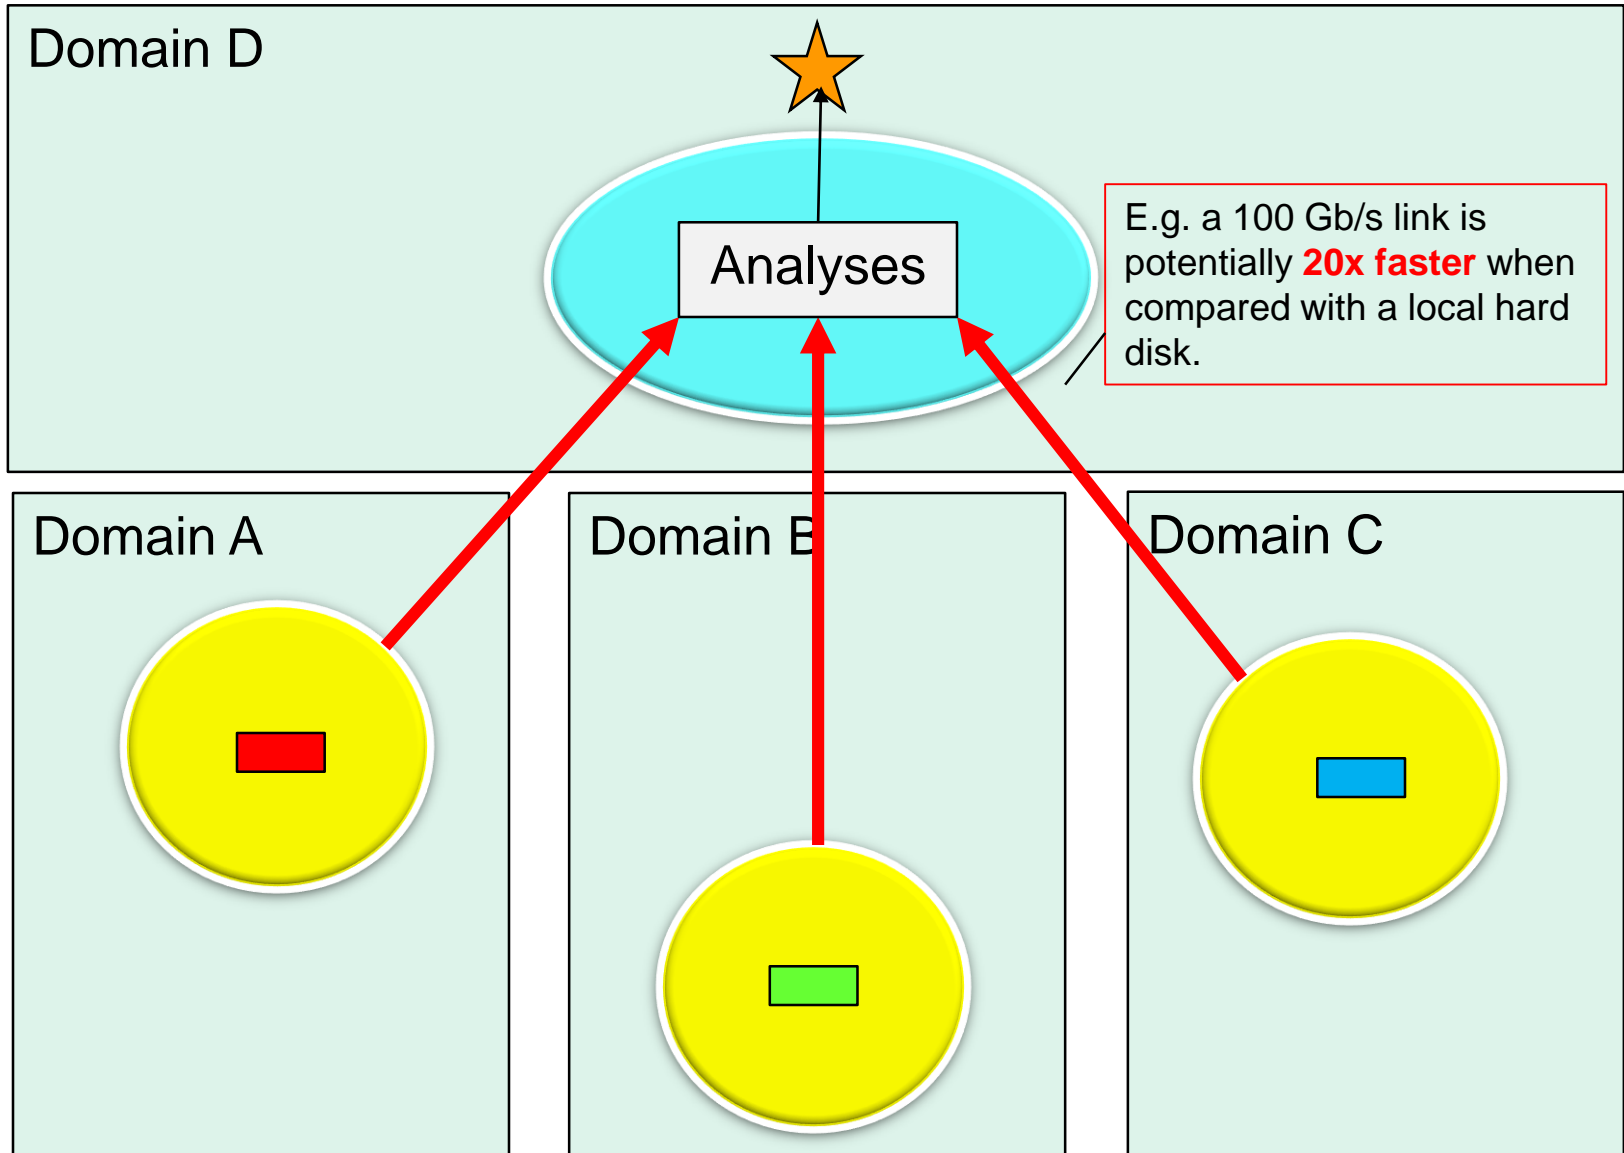 Domain D
Analyses
E.g. a 100 Gb/s link is
potentially 20x faster when
compared with a local hard
disk.
Domain A
Domain B
Domain C